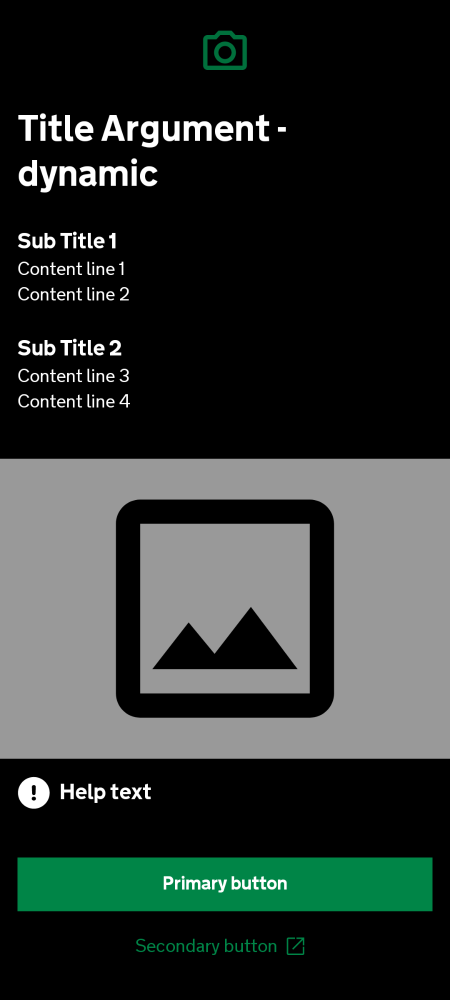 Title Argument -
dynamic
Sub Title 1
Content line 1
Content line 2
Sub Title 2
Content line 3
Content line 4
Help text
Primary button
Secondary button